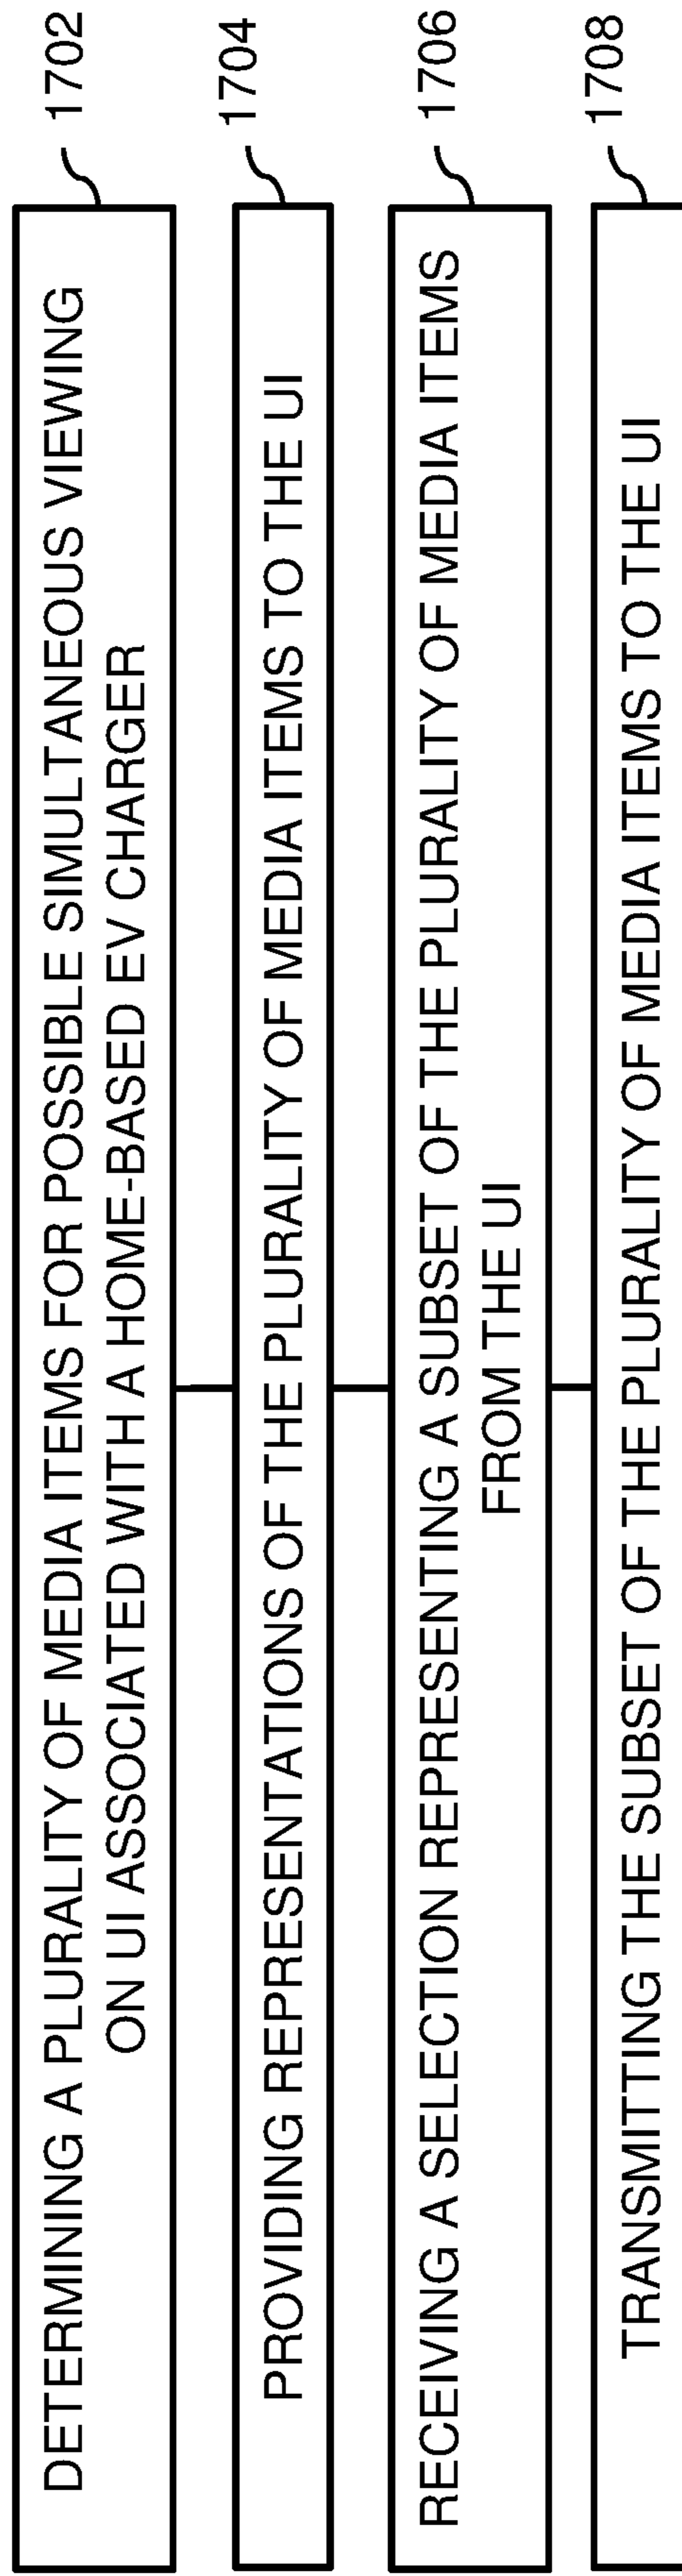 DETERMINING A PLURALITY OF MEDIA ITEMS FOR POSSIBLE SIMULTANEOUS VIEWING
ON UI ASSOCIATED WITH A HOME-BASED EV CHARGER
1702
PROVIDING REPRESENTATIONS OF THE PLURALITY OF MEDIA ITEMS TO THE UI
1704
RECEIVING A SELECTION REPRESENTING A SUBSET OF THE PLURALITY OF MEDIA ITEMS
FROM THE UI
1706
TRANSMITTING THE SUBSET OF THE PLURALITY OF MEDIA ITEMS TO THE UI
1708